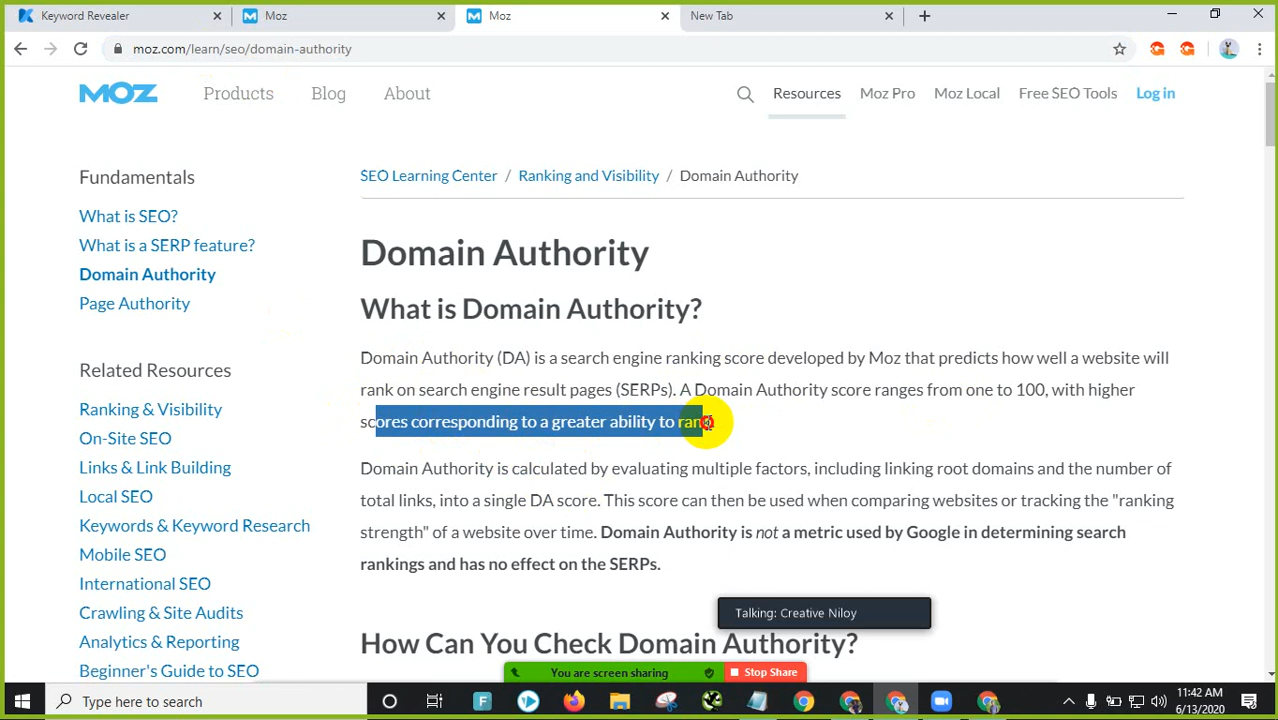 Keyword Revealer
Moz
Moz
New Tab
moz.com/learn/seo/domain-authority
MOZ
Products
Blog
About
Resources
Moz Pro
Moz Local
Free SEO Tools
Log in
Fundamentals
What is SEO?
What is a SERP feature?
Domain Authority
Page Authority
Related Resources
Ranking & Visibility
On-Site SEO
Links & Link Building
Local SEO
Keywords & Keyword Research
Mobile SEO
International SEO
Crawling & Site Audits
Analytics & Reporting
Beginner's Guide to SEO
SEO Learning Center / Ranking and Visibility / Domain Authority
Domain Authority
What is Domain Authority?
Domain Authority (DA) is a search engine ranking score developed by Moz that predicts how well a website will
rank on search engine result pages (SERPs). A Domain Authority score ranges from one to 100, with higher
scores corresponding to a greater ability to
Domain Authority is calculated by evaluating multiple factors, including linking root domains and the number of
total links, into a single DA score. This score can then be used when comparing websites or tracking the "ranking
strength" of a website over time. Domain Authority is not a metric used by Google in determining search
rankings and has no effect on the SERPs.
Talking: Creative Niloy
How Can You Check Domain Authority?
You are screen sharing
Stop Share
Type here to search
11:42 AM
6/13/2020